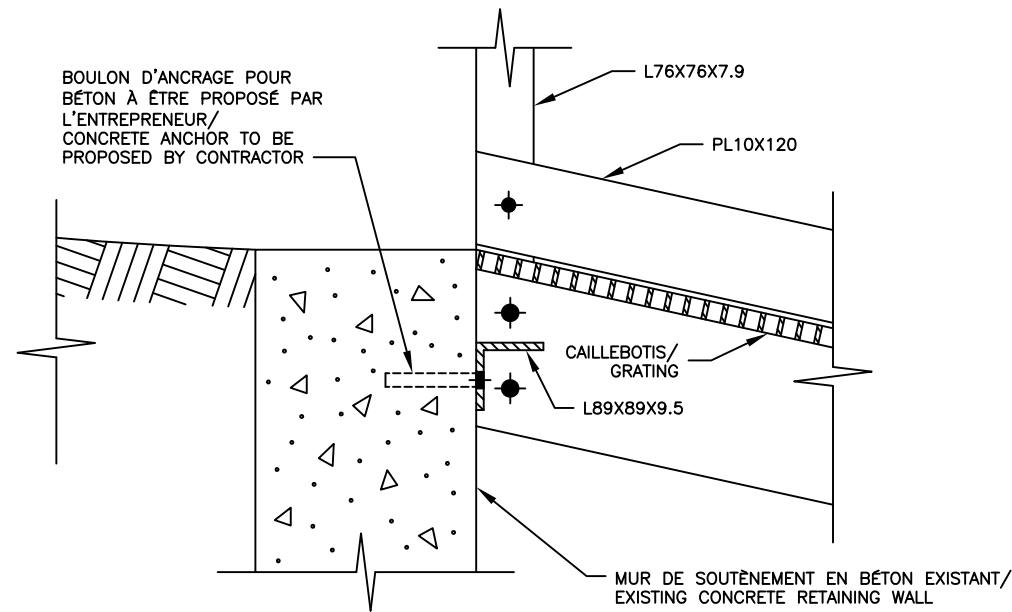 BOULON D'ANCRAGE POUR
BÉTON À ÊTRE PROPOSÉ PAR
L'ENTREPRENEUR/
CONCRETE ANCHOR TO BE
PROPOSED BY CONTRACTOR
L76X76X7.9
PL10X120
CAILLEBOTIS/
GRATING
L89X89X9.5
MUR DE SOUTÈNEMENT EN BÉTON EXISTANT/
EXISTING CONCRETE RETAINING WALL